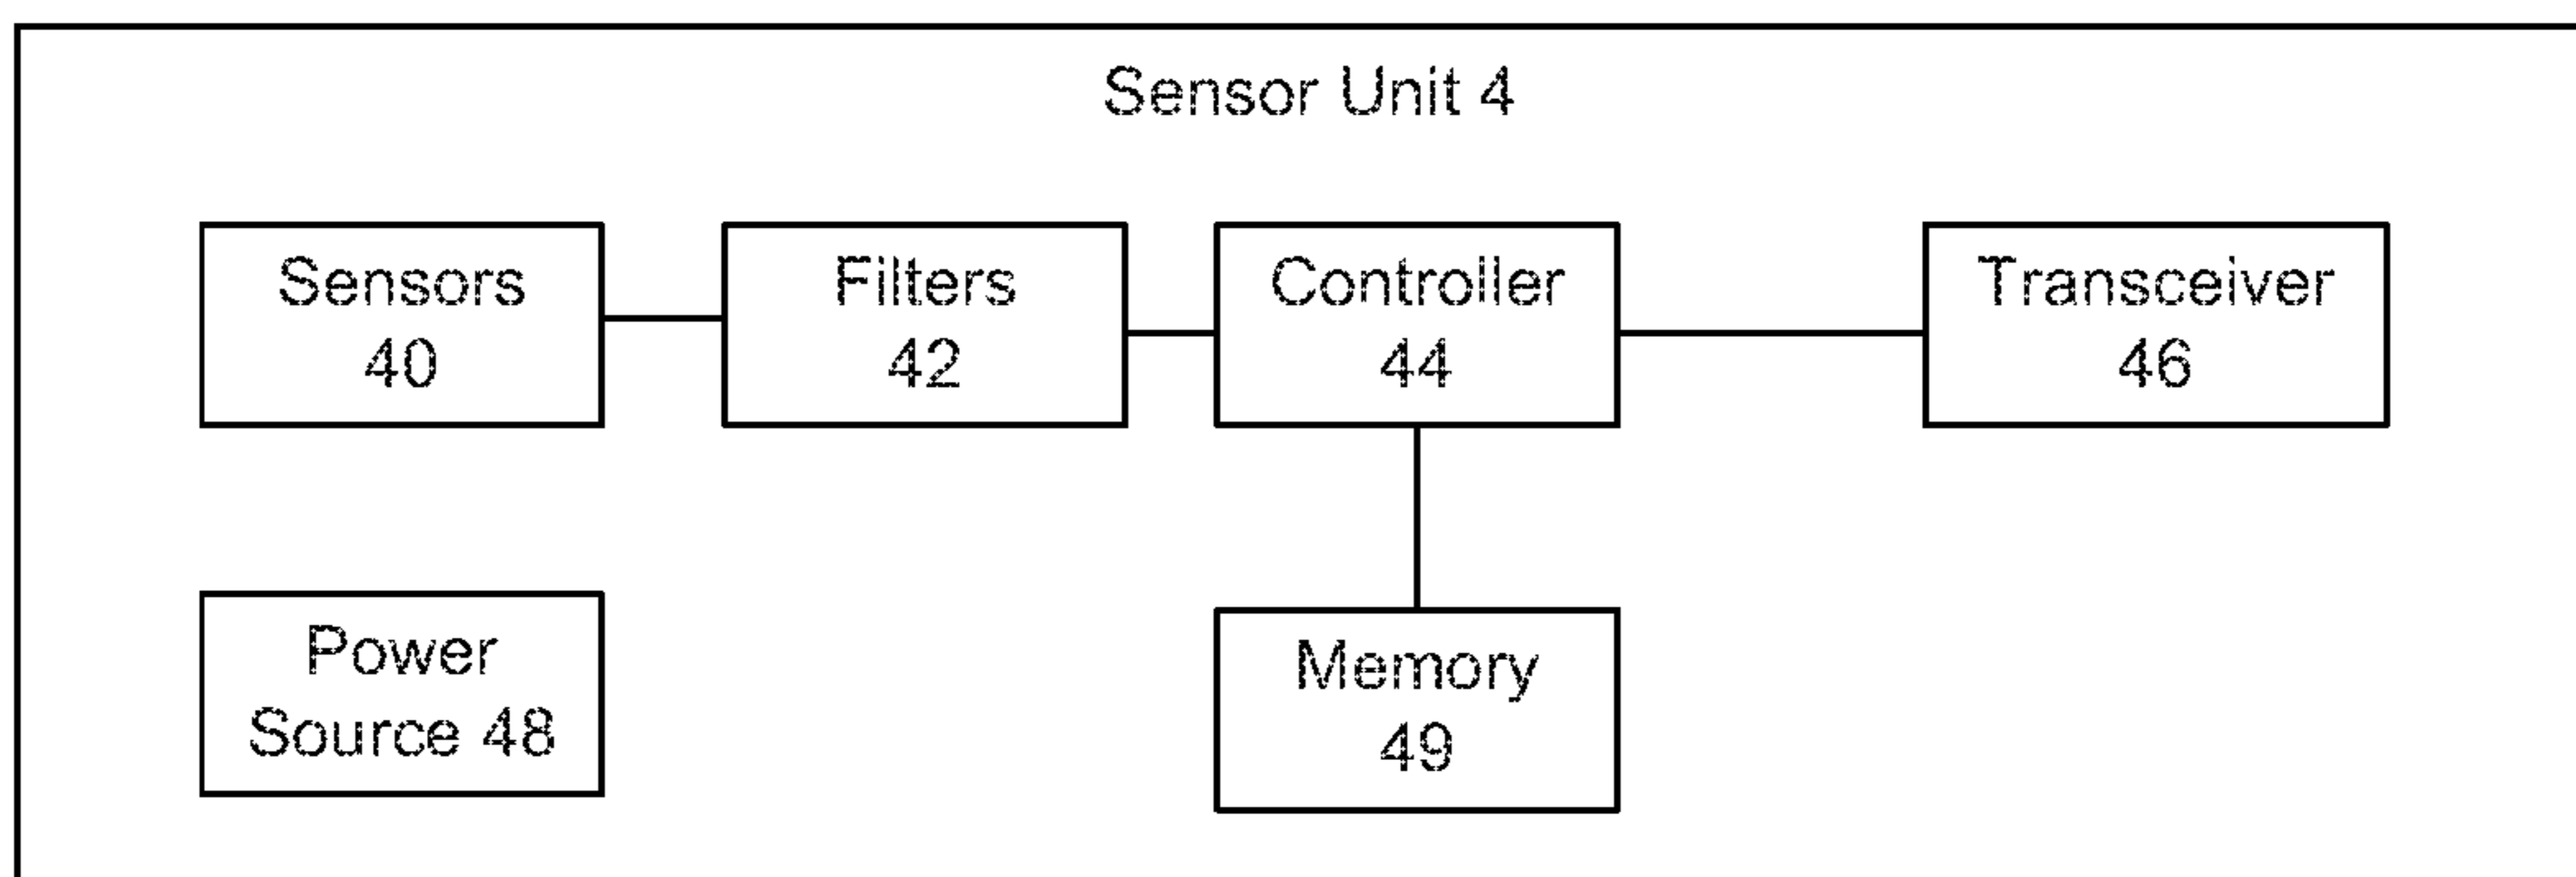 Sensor Unit 4
Sensors
40
Filters
42
Controller
44
Transceiver
46
Power
Source 48
Memory
49